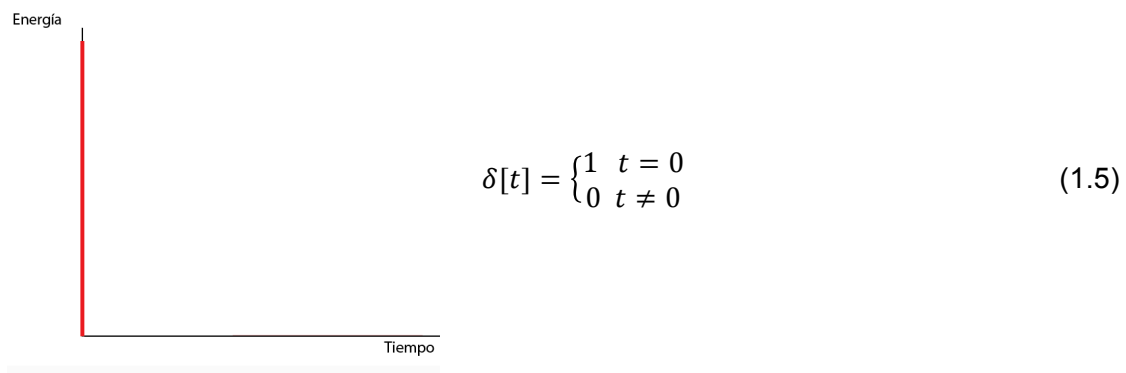 Energía
δ[t] = {1 t = 0
0 t ≠ 0
(1.5)
Tiempo